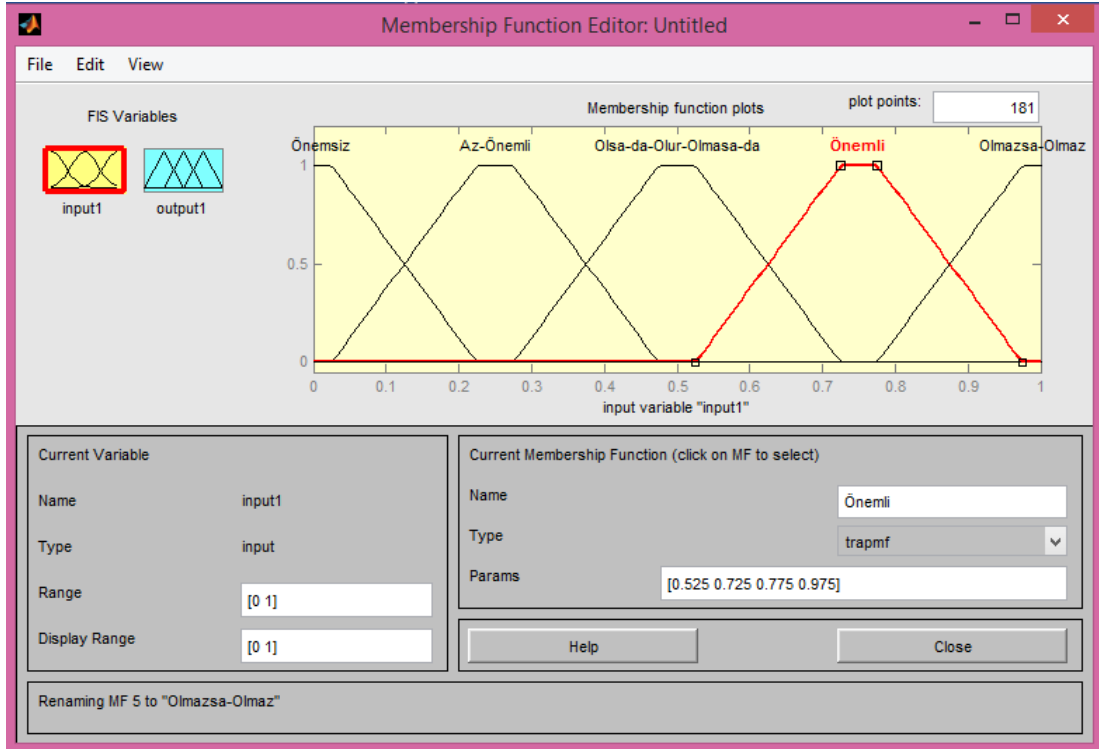 Membership Function Editor: Untitled
File Edit View
FIS Variables
input1 output1
Membership function plots
plot points: 181
Önemsiz Az-Önemli Olsa-da-Olur-Olmasa-da Önemli Olmazsa-Olmaz
1
0.5
0
0 0.1 0.2 0.3 0.4 0.5 0.6 0.7 0.8 0.9 1
input variable "input1"
Current Variable
Name input1
Type input
Range [0 1]
Display Range [0 1]
Current Membership Function (click on MF to select)
Name Önemli
Type trapmf
Params [0.525 0.725 0.775 0.975]
Help Close
Renaming MF 5 to "Olmazsa-Olmaz"